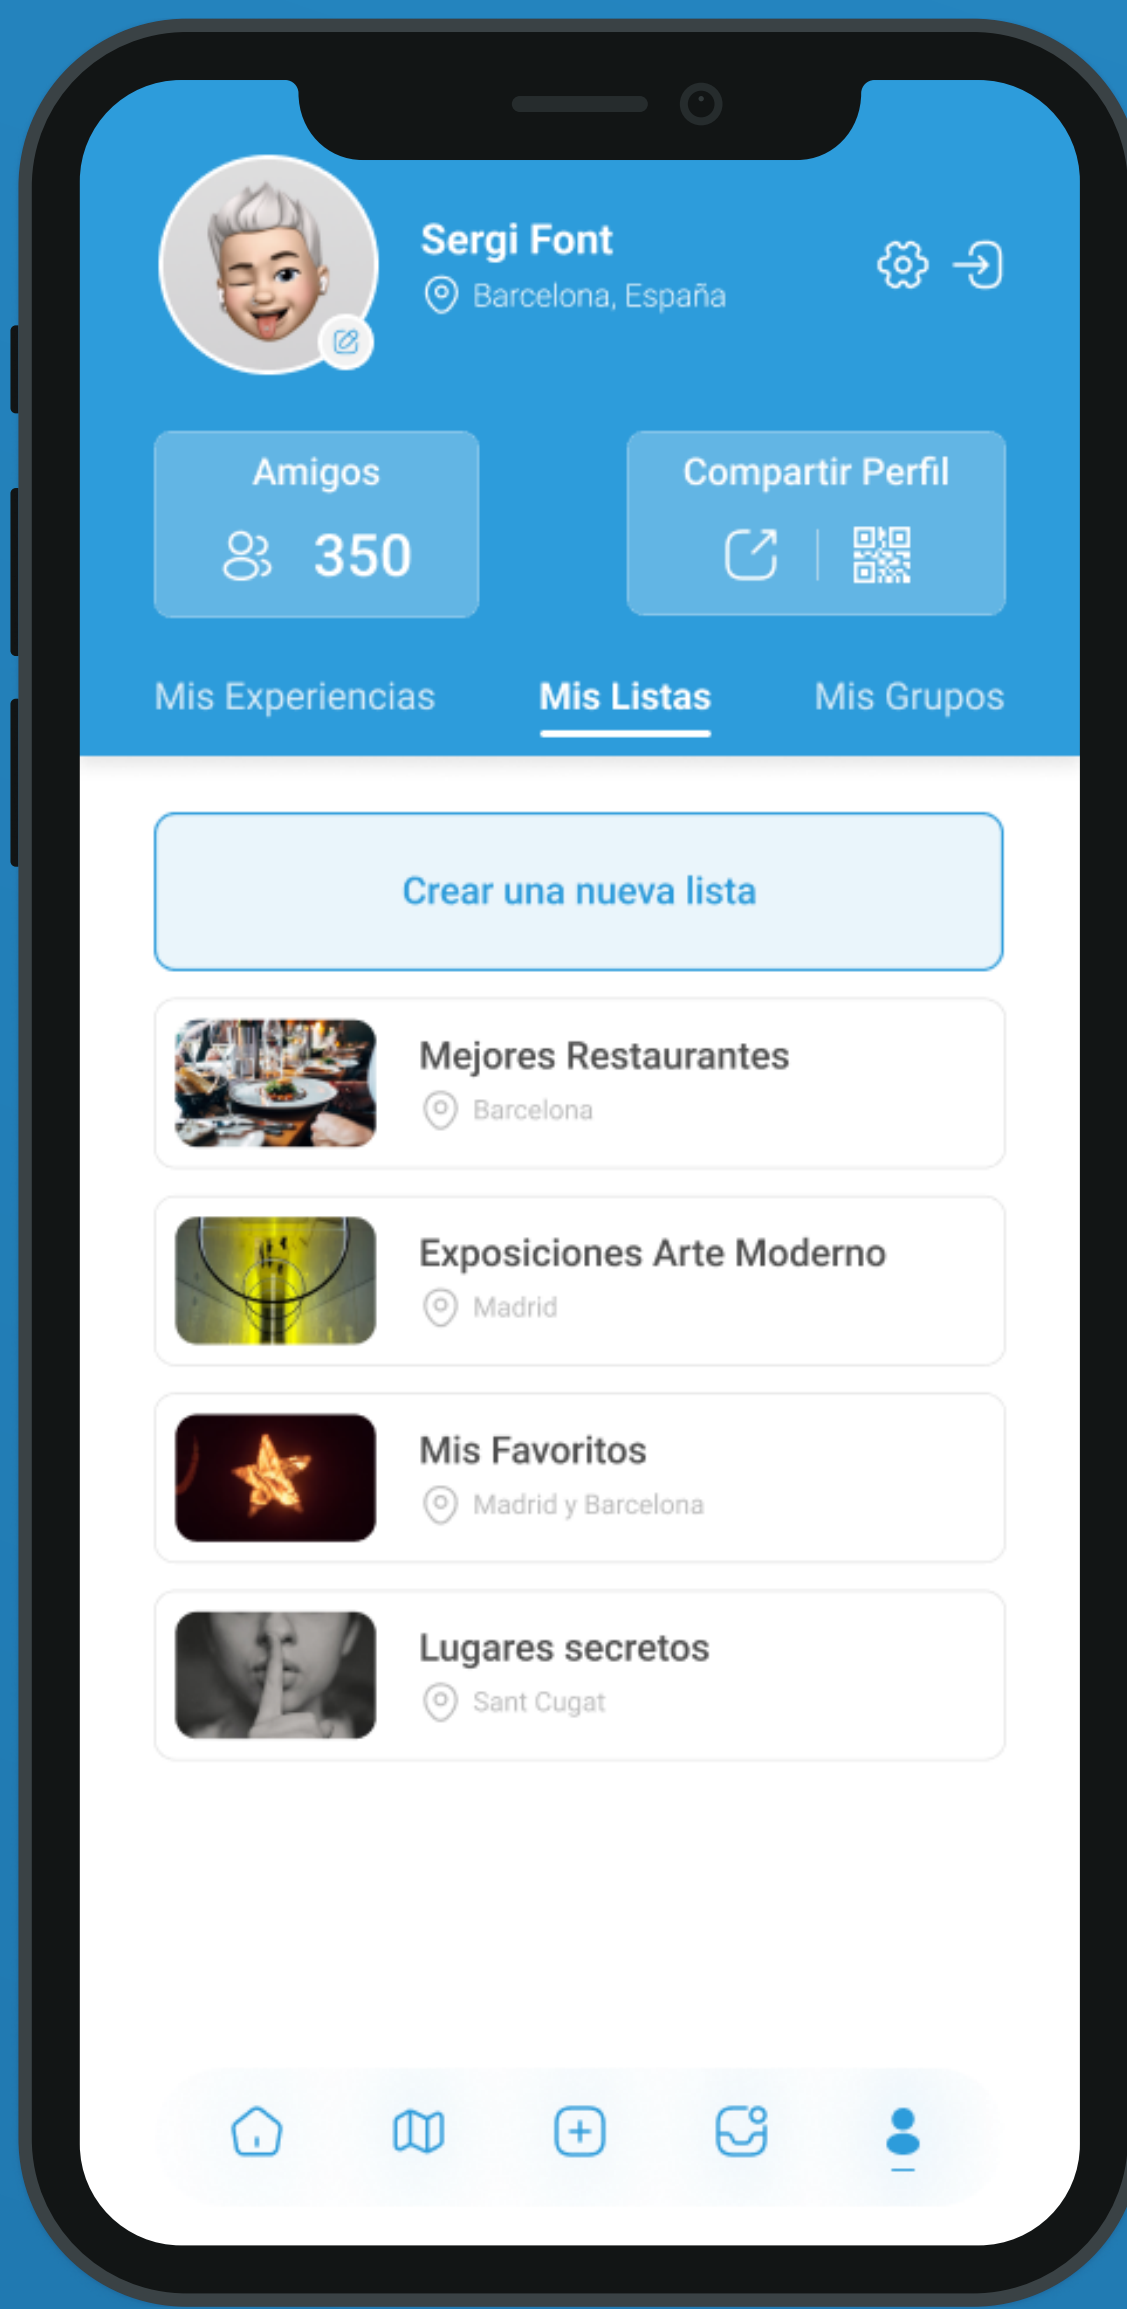 Sergi Font
Barcelona, España
Amigos
350
Compartir Perfil
Mis Experiencias
Mis Listas
Mis Grupos
Crear una nueva lista
Mejores Restaurantes
Barcelona
Exposiciones Arte Moderno
Madrid
Mis Favoritos
Madrid y Barcelona
Lugares secretos
Sant Cugat